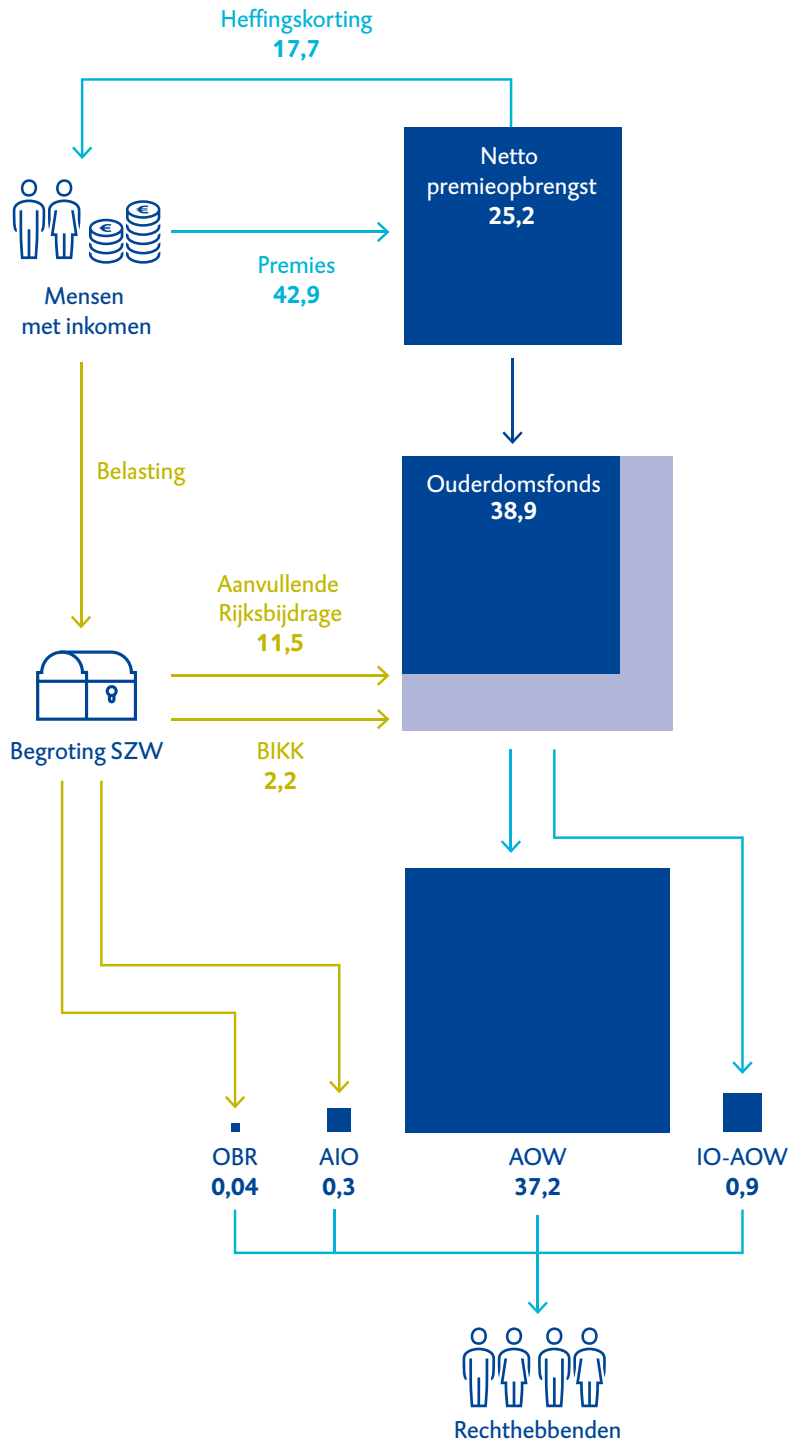 Heffingskorting
17,7
Netto
premieopbrengst
25,2
€
€
Premies
42,9
Mensen
met inkomen
Belasting
Ouderdomsfonds
38,9
Aanvullende
Rijksbijdrage
11,5
Begroting SZW
BIKK
2,2
OBR
0,04
AIO
0,3
AOW
37,2
IO-AOW
0,9
Rechthebbenden